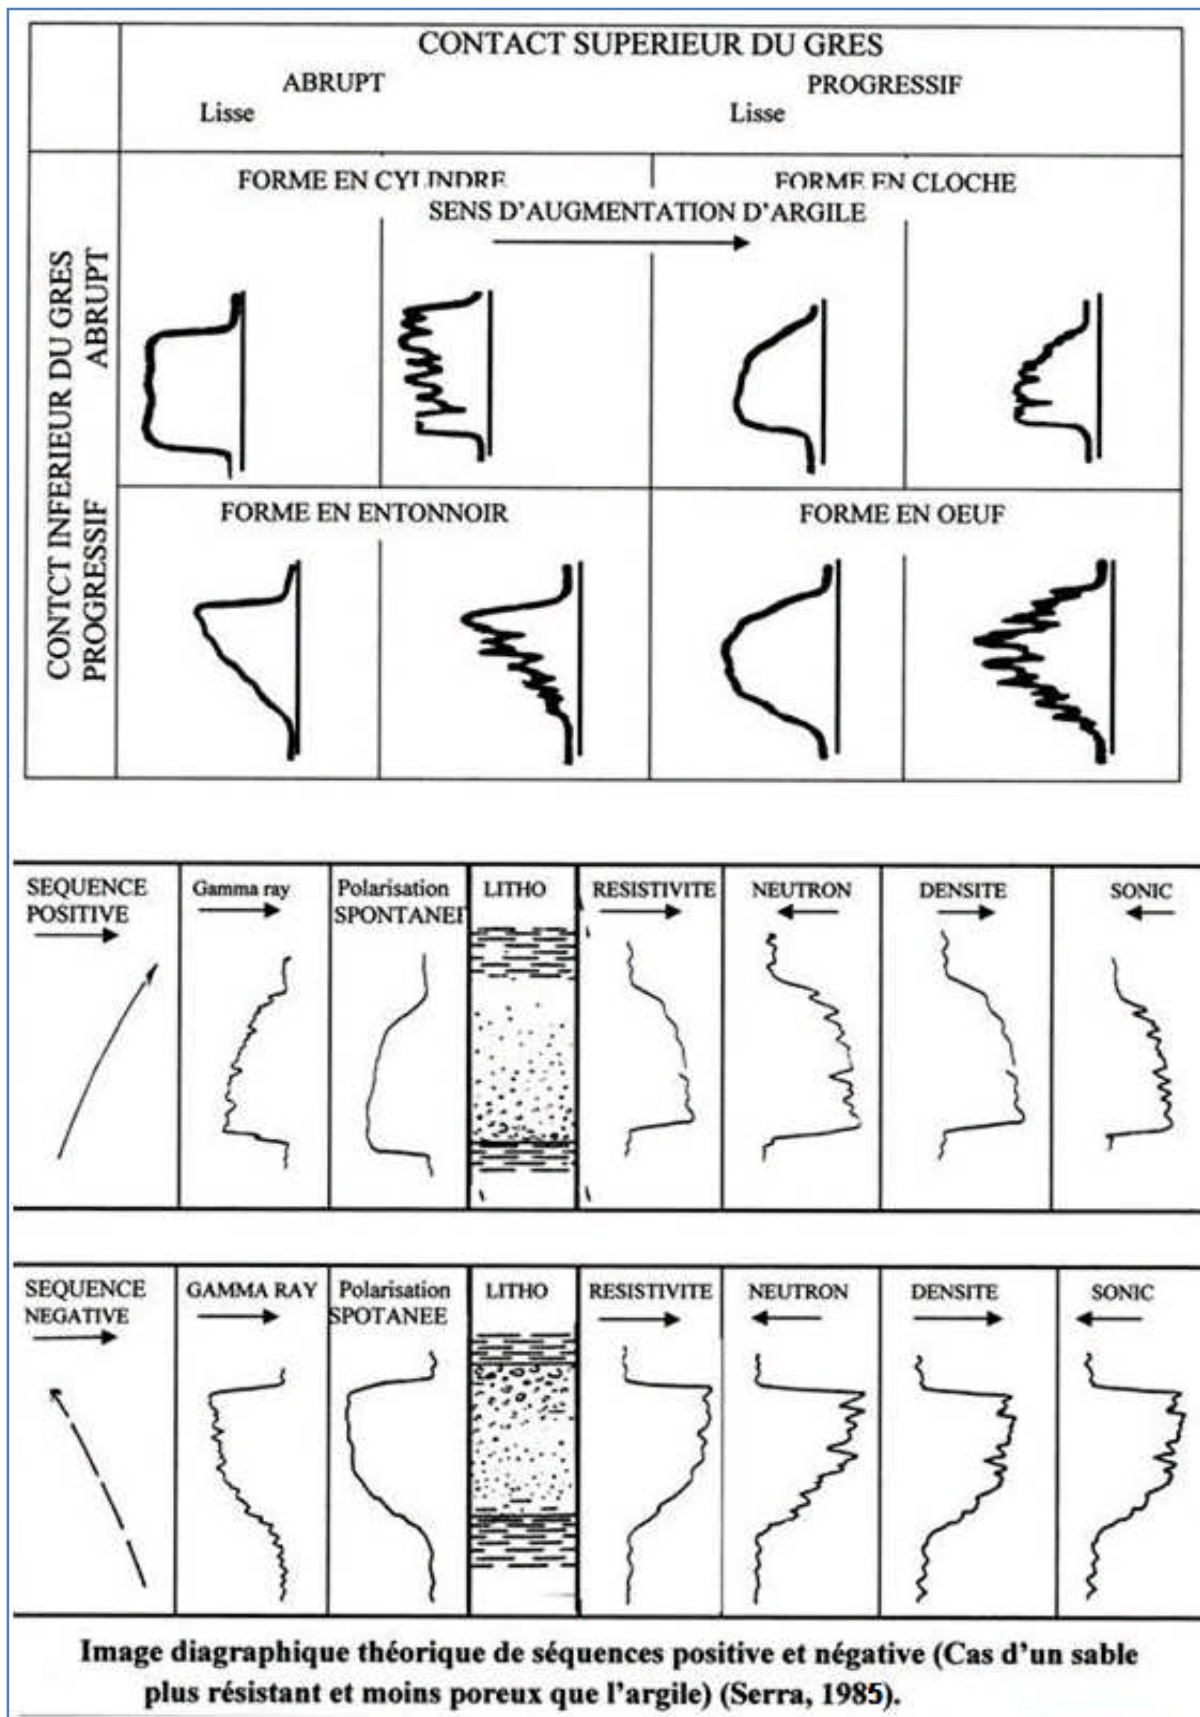 CONTACT SUPERIEUR DU GRES
ABRUPT PROGRESSIF
Lisse Lisse
CONTCT INFERIEUR DU GRES
ABRUPT
PROGRESSIF
FORME EN CYLINDRE FORME EN CLOCHE
SENS D'AUGMENTATION D'ARGILE
FORME EN ENTONNOIR FORME EN OEUF
SEQUENCE POSITIVE
Gamma ray
Polarisation SPONTANEE
LITHO
RESISTIVITE
NEUTRON
DENSITE
SONIC
SEQUENCE NEGATIVE
GAMMA RAY
Polarisation SPOTANEE
LITHO
RESISTIVITE
NEUTRON
DENSITE
SONIC
Image diagraphique théorique de séquences positive et négative (Cas d'un sable
plus résistant et moins poreux que l'argile) (Serra, 1985).